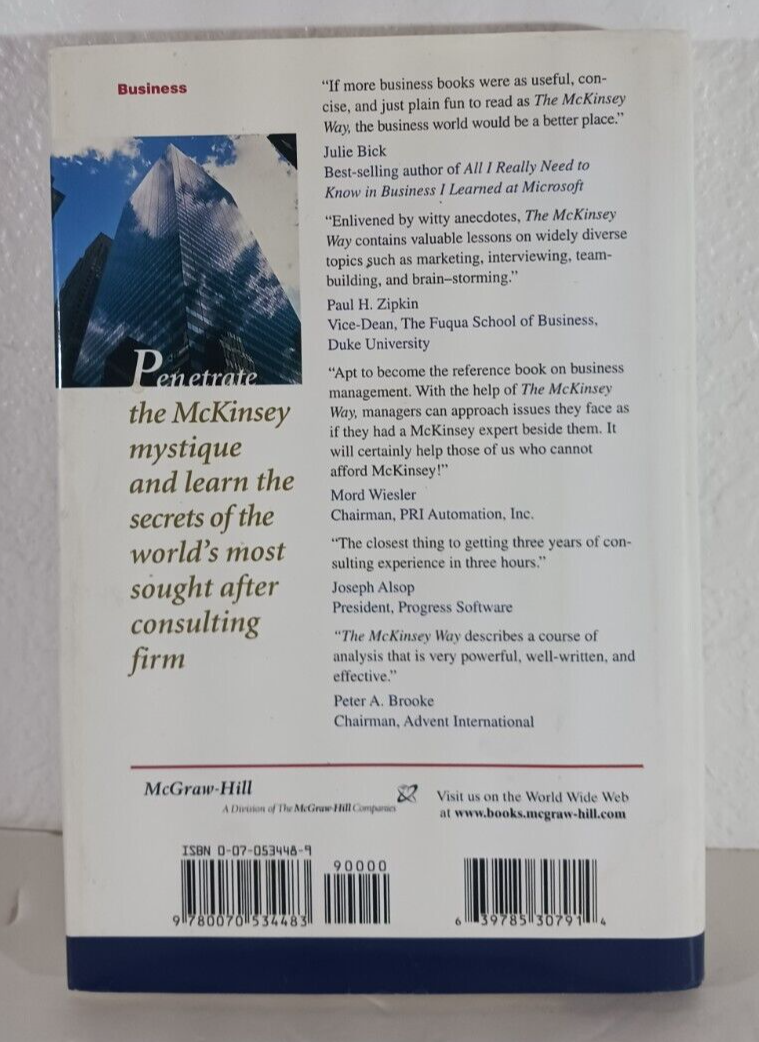 Business
Penetrate
the McKinsey
mystique
and learn the
secrets of the
world's most
sought after
consulting
firm
“If more business books were as useful, con-
cise, and just plain fun to read as The McKinsey
Way, the business world would be a better place.”
Julie Bick
Best-selling author of All I Really Need to
Know in Business I Learned at Microsoft
“Enlivened by witty anecdotes, The McKinsey
Way contains valuable lessons on widely diverse
topics such as marketing, interviewing, team-
building, and brain–storming.”
Paul H. Zipkin
Vice-Dean, The Fuqua School of Business,
Duke University
“Apt to become the reference book on business
management. With the help of The McKinsey
Way, managers can approach issues they face as
if they had a McKinsey expert beside them. It
will certainly help those of us who cannot
afford McKinsey!”
Mord Wiesler
Chairman, PRI Automation, Inc.
“The closest thing to getting three years of con-
sulting experience in three hours.”
Joseph Alsop
President, Progress Software
“The McKinsey Way describes a course of
analysis that is very powerful, well-written, and
effective.”
Peter A. Brooke
Chairman, Advent International
McGraw-Hill
A Division of The McGraw-Hill Companies
Visit us on the World Wide Web
at www.books.mcgraw-hill.com
ISBN 0-07-053448-9
90000
9 780070 534483
6 39785 30791 4